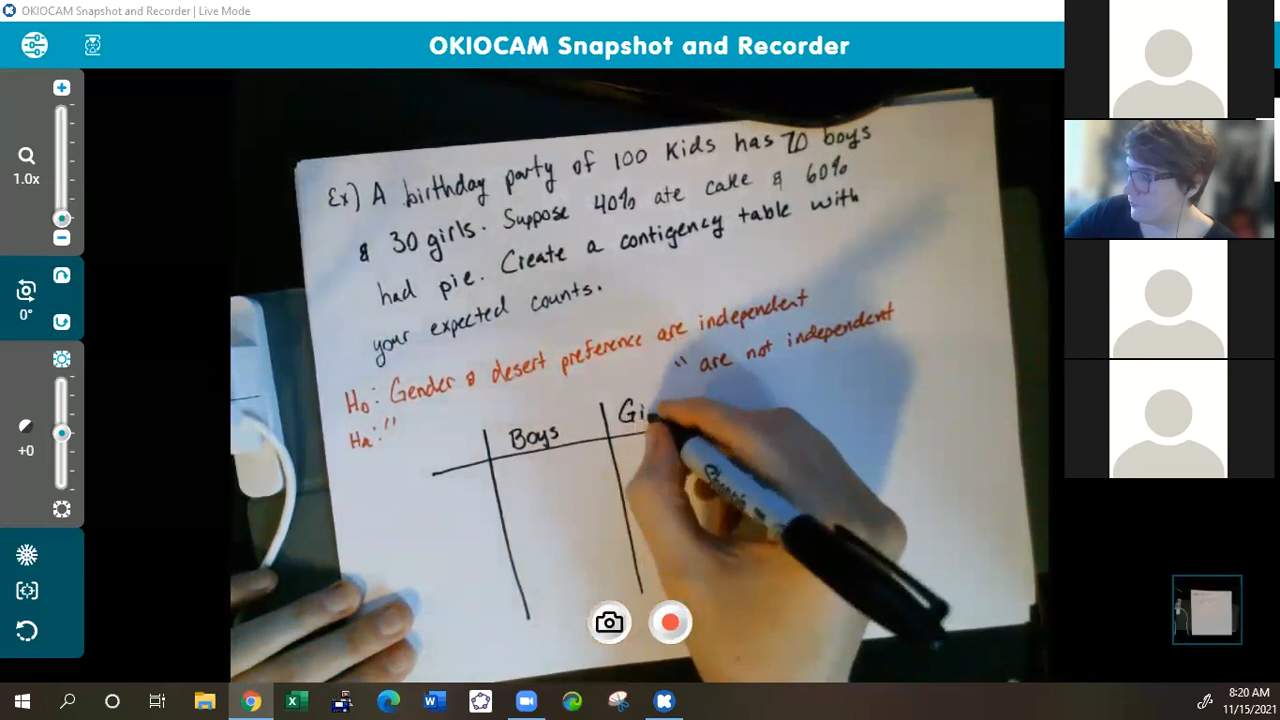 OKIOCAM Snapshot and Recorder | Live Mode
OKIOCAM Snapshot and Recorder
1.0x
0°
+0
Ex) A birthday party of 100 kids has 70 boys
& 30 girls. Suppose 40% ate cake & 60%
had pie. Create a contigency table with
your expected counts.
H0: Gender & desert preference are independent
Ha: " " are not independent
Boys Gi
Sharpie
8:20 AM
11/15/2021